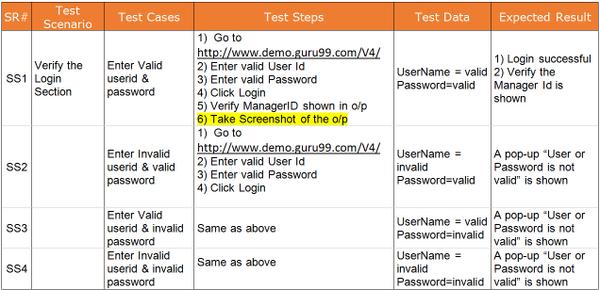 SR#
Test Scenario
Test Cases
Test Steps
Test Data
Expected Result
SS1
Verify the
Login
Section
Enter Valid
userid &
password
1) Go to
http://www.demo.guru99.com/V4/
2) Enter valid User Id
3) Enter valid Password
4) Click Login
5) Verify ManagerID shown in o/p
6) Take Screenshot of the o/p
UserName = valid
Password=valid
1) Login successful
2) Verify the
Manager Id is
shown
SS2
Enter Invalid
userid & valid
password
1) Go to
http://www.demo.guru99.com/V4/
2) Enter valid User Id
3) Enter valid Password
4) Click Login
UserName =
invalid
Password=valid
A pop-up “User or
Password is not
valid” is shown
SS3
Enter Valid
userid & invalid
password
Same as above
UserName = valid
Password=invalid
A pop-up “User or
Password is not
valid” is shown
SS4
Enter Invalid
userid & invalid
password
Same as above
UserName =
invalid
Password=invalid
A pop-up “User or
Password is not
valid” is shown